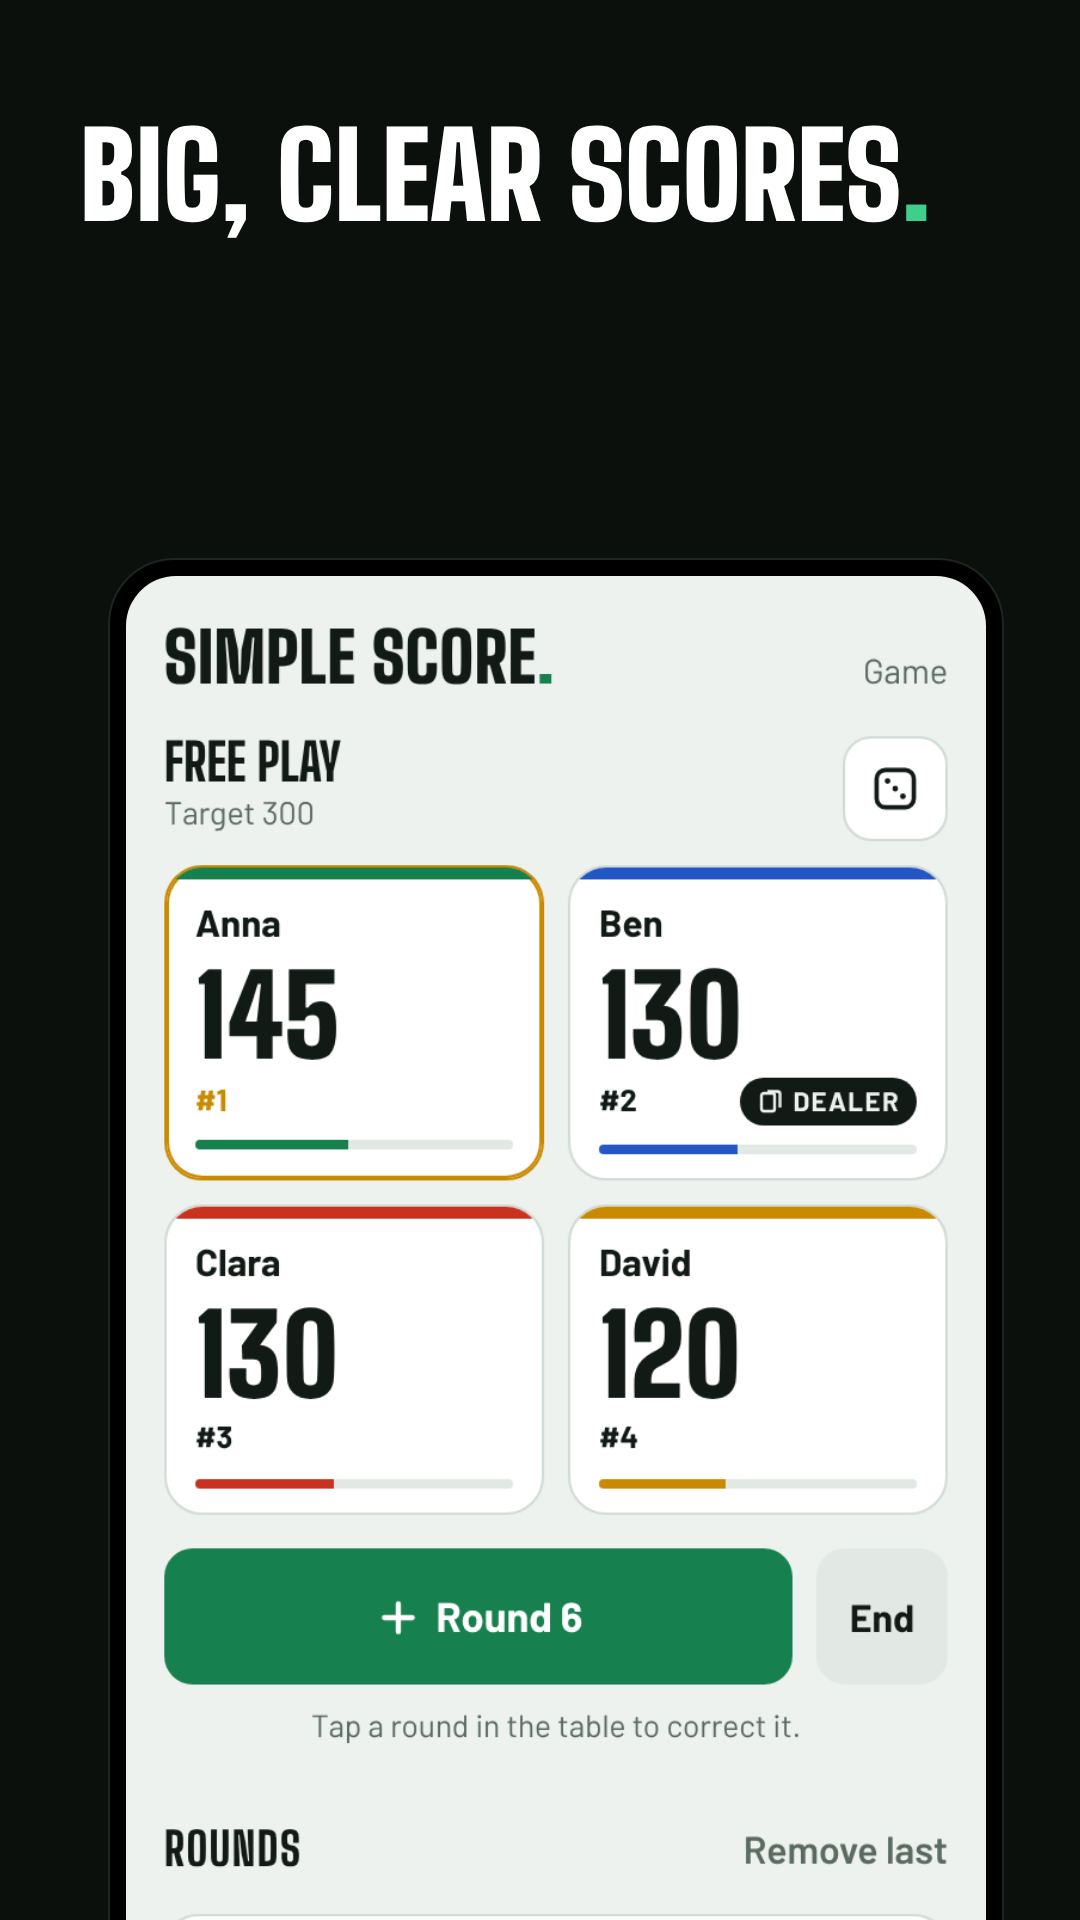 BIG, CLEAR SCORES.
SIMPLE SCORE.
Game
FREE PLAY
Target 300
Anna
145
#1
Ben
130
#2
DEALER
Clara
130
#3
David
120
#4
+ Round 6
End
Tap a round in the table to correct it.
ROUNDS
Remove last